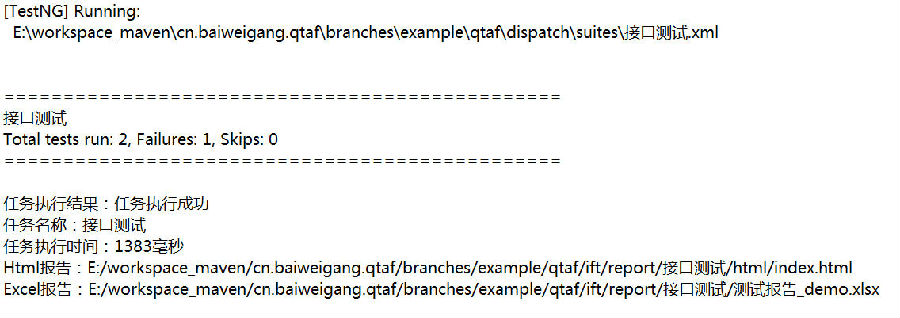 [TestNG] Running:
E:\workspace_maven\cn.baiweigang.qtaf\branches\example\qtaf\dispatch\suites\接口测试.xml
===============================================
接口测试
Total tests run: 2, Failures: 1, Skips: 0
===============================================
任务执行结果：任务执行成功
任务名称：接口测试
任务执行时间：1383毫秒
Html报告：E:/workspace_maven/cn.baiweigang.qtaf/branches/example/qtaf/ift/report/接口测试/html/index.html
Excel报告：E:/workspace_maven/cn.baiweigang.qtaf/branches/example/qtaf/ift/report/接口测试/测试报告_demo.xlsx